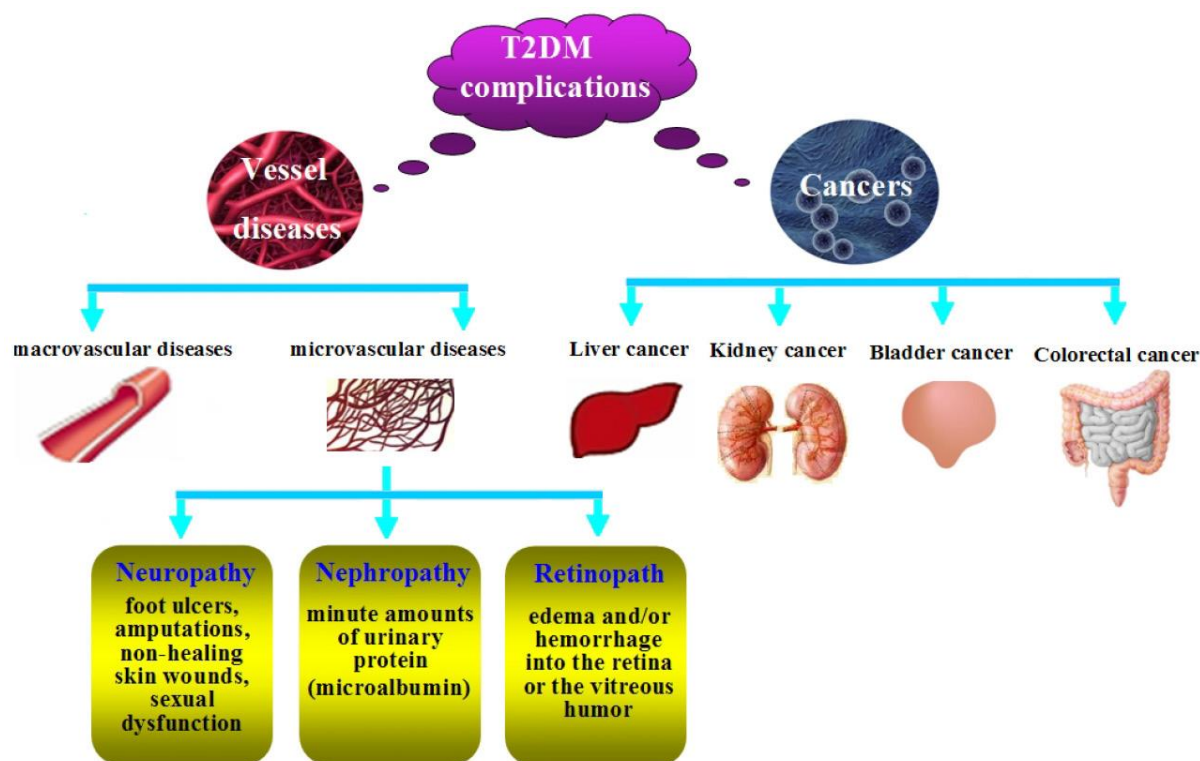 T2DM
complications
Vessel
diseases
Cancers
macrovascular diseases
microvascular diseases
Liver cancer
Kidney cancer
Bladder cancer
Colorectal cancer
Neuropathy
foot ulcers,
amputations,
non-healing
skin wounds,
sexual
dysfunction
Nephropathy
minute amounts
of urinary
protein
(microalbumin)
Retinopath
edema and/or
hemorrhage
into the retina
or the vitreous
humor